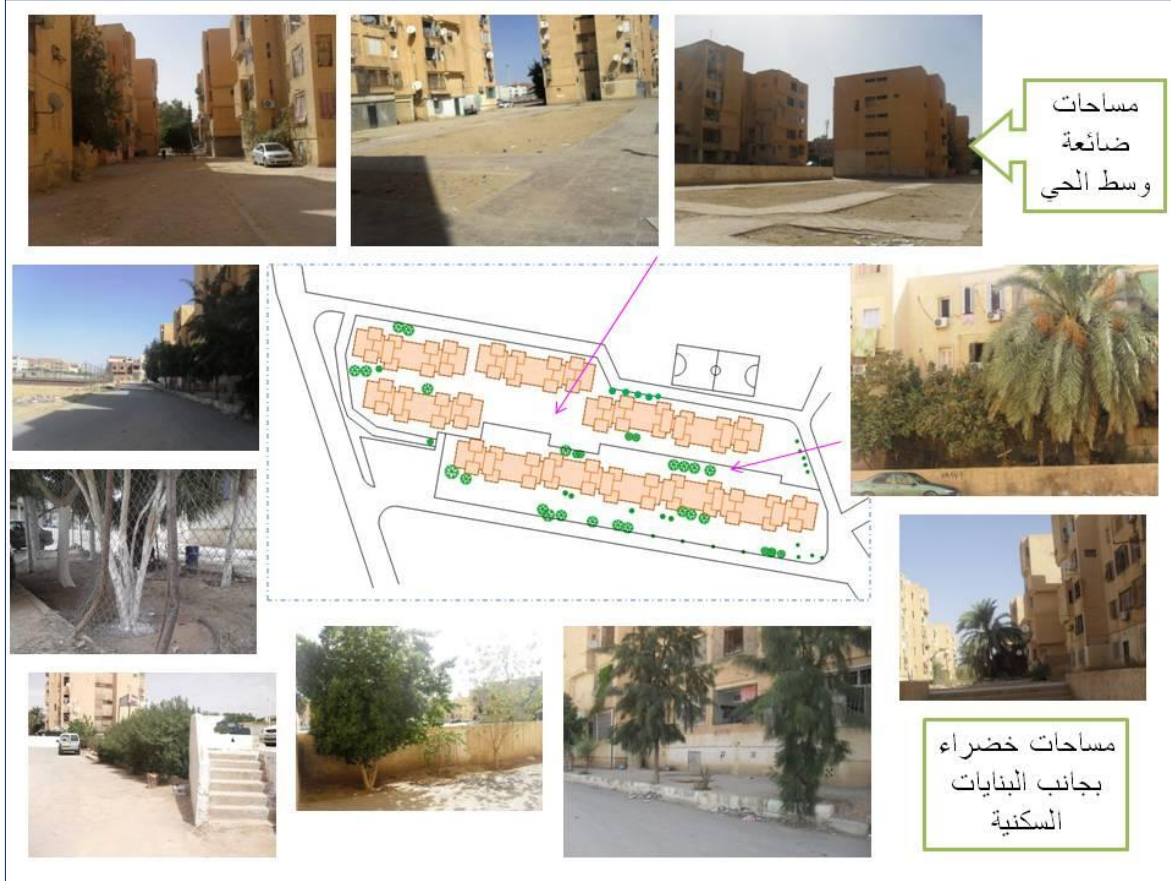 مساحات
ضائعة
وسط الحي
مساحات خضراء
بجانب البنايات
السكنية